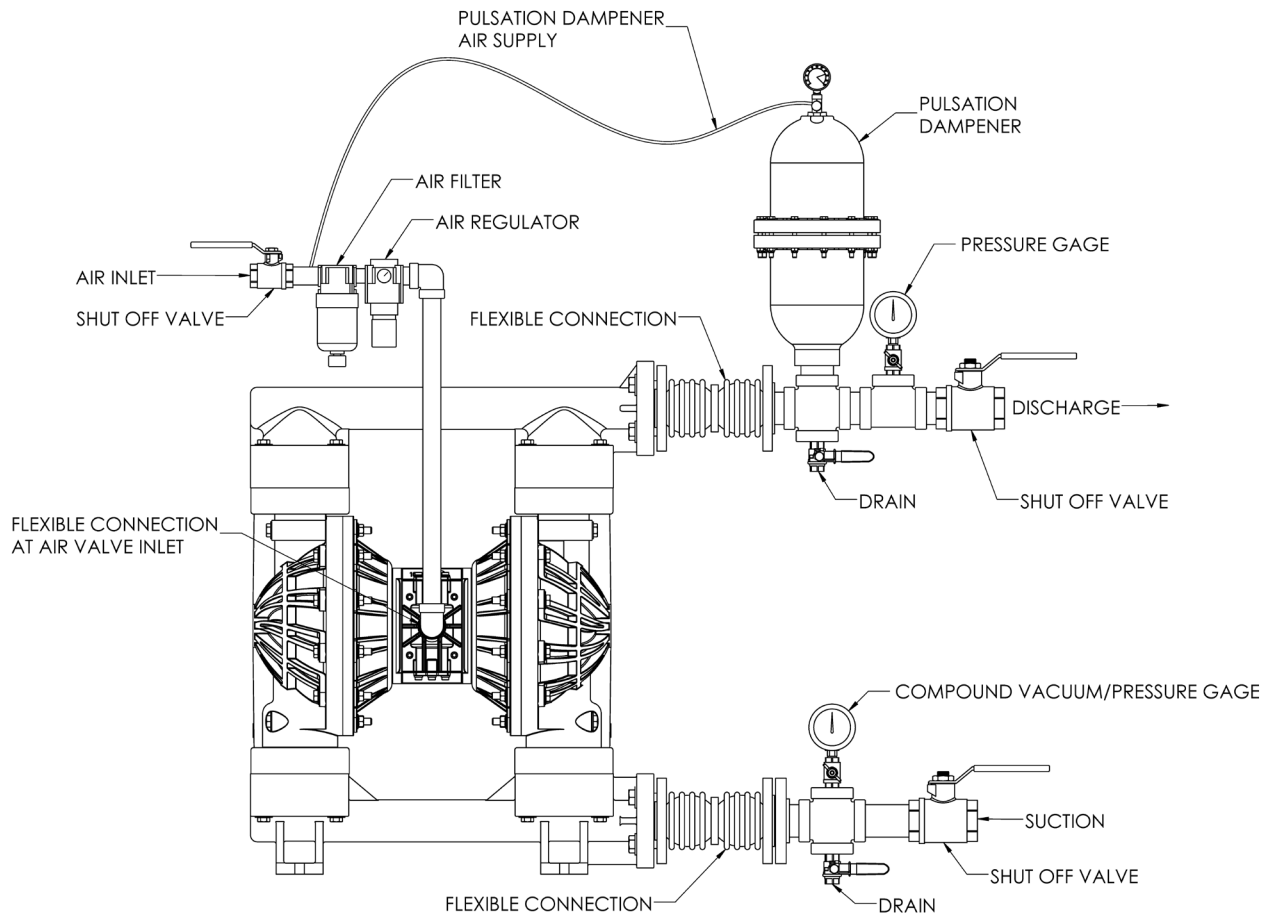 PULSATION DAMPENER
AIR SUPPLY
PULSATION
DAMPENER
AIR FILTER
AIR REGULATOR
PRESSURE GAGE
AIR INLET
SHUT OFF VALVE
FLEXIBLE CONNECTION
DISCHARGE
DRAIN
SHUT OFF VALVE
FLEXIBLE CONNECTION
AT AIR VALVE INLET
COMPOUND VACUUM/PRESSURE GAGE
SUCTION
SHUT OFF VALVE
FLEXIBLE CONNECTION
DRAIN